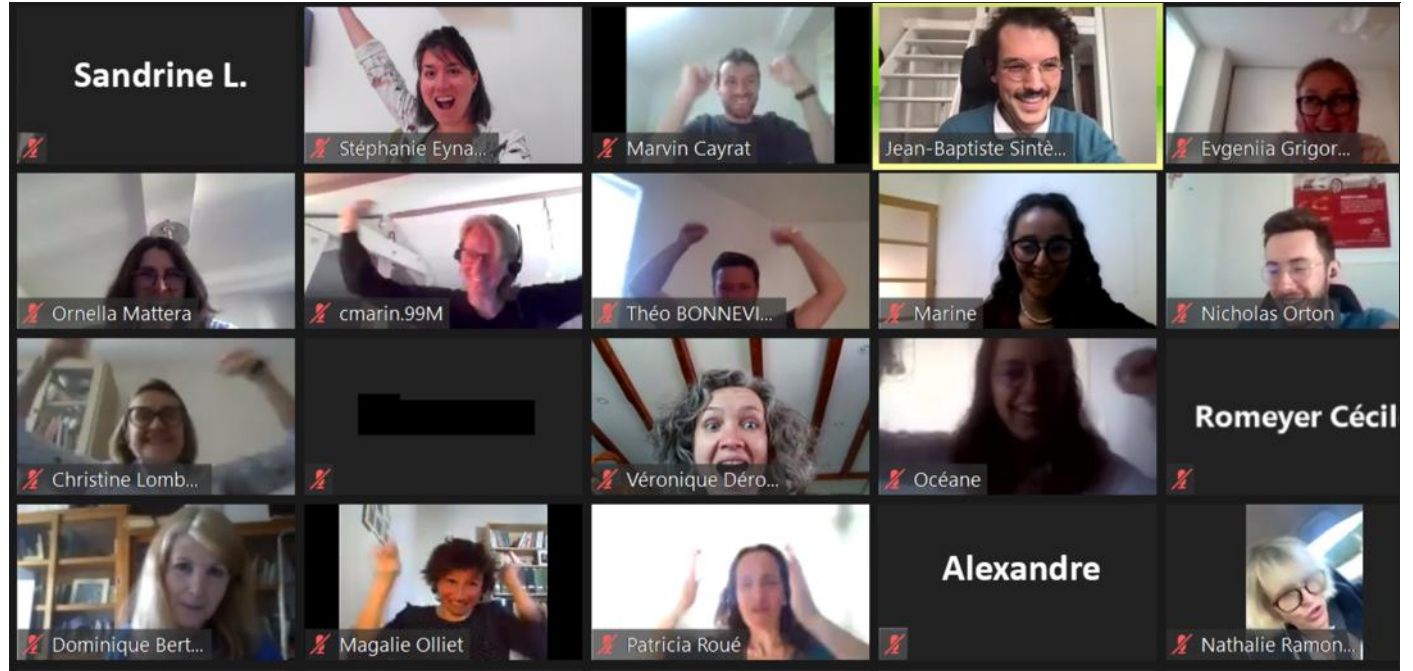 Sandrine L.
Stéphanie Eyna...
Marvin Cayrat
Jean-Baptiste Sintè...
Evgeniia Grigor...
Ornella Mattera
cmarin.99M
Théo BONNEVI...
Marine
Nicholas Orton
Christine Lomb...
Véronique Déro...
Océane
Romeyer Cécil
Dominique Bert...
Magalie Olliet
Patricia Roué
Alexandre
Nathalie Ramon...